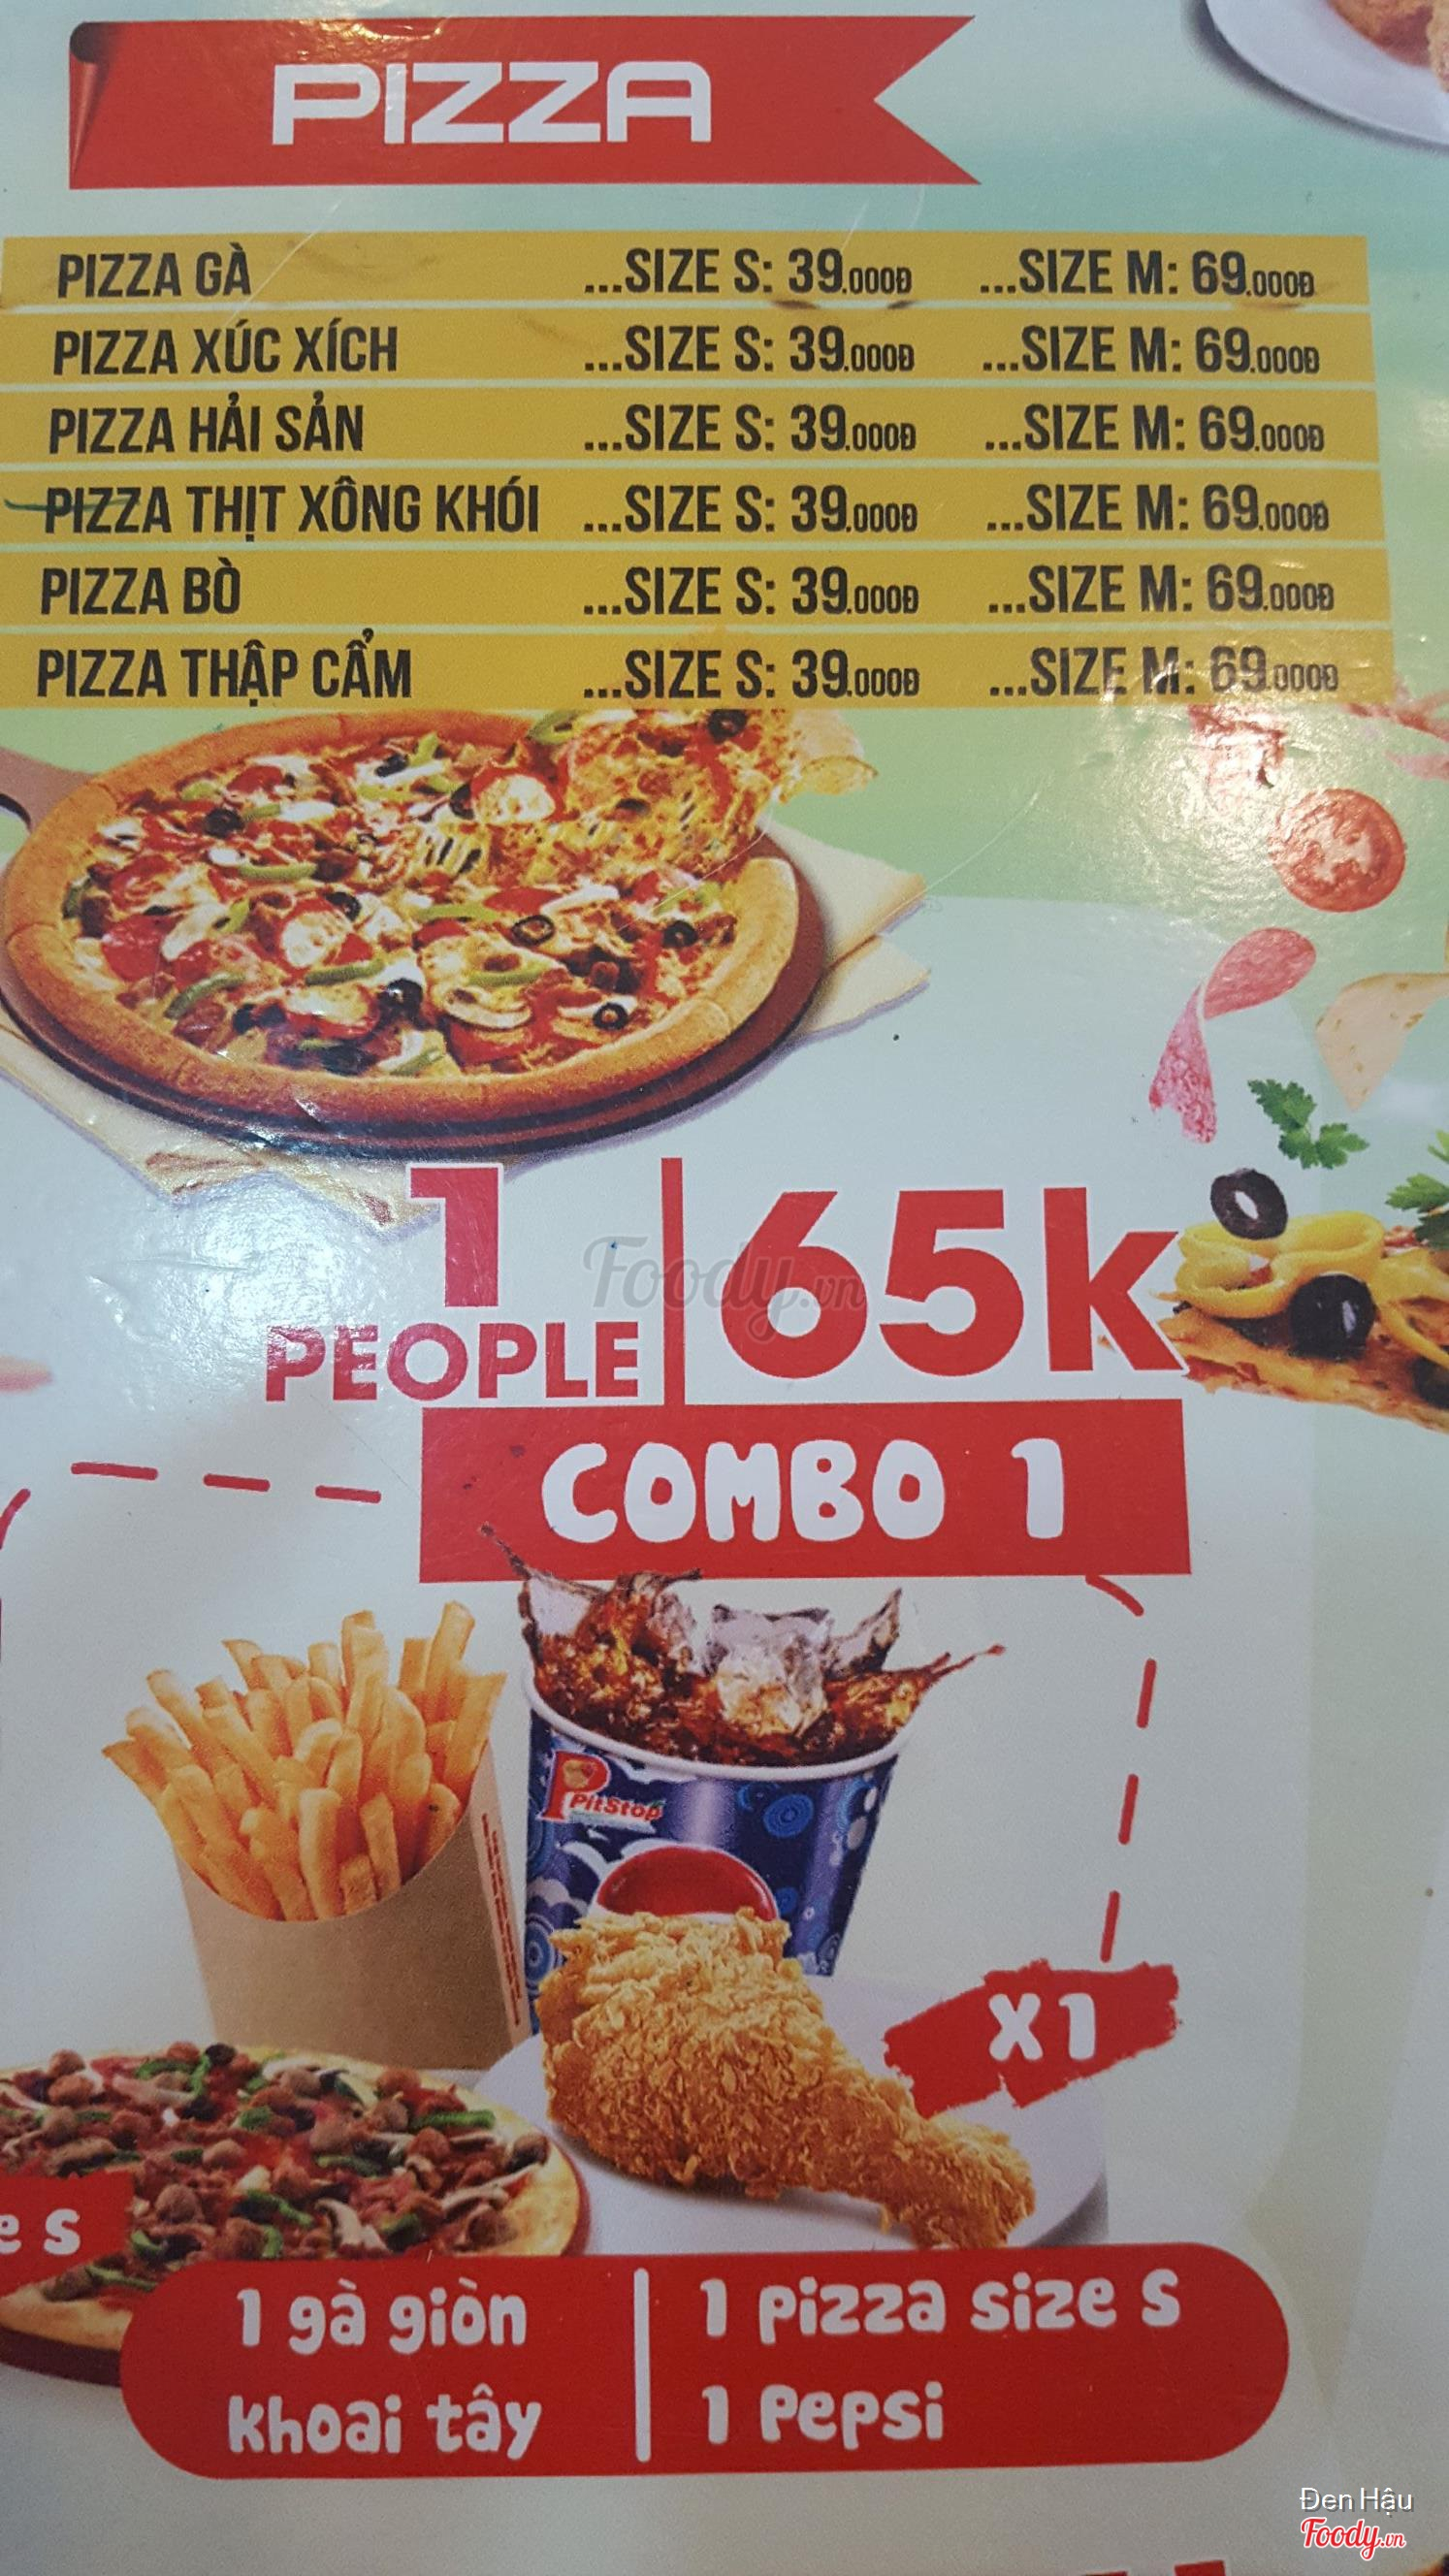 PIZZA
PIZZA GÀ ...SIZE S: 39.000Đ ...SIZE M: 69.000Đ
PIZZA XÚC XÍCH ...SIZE S: 39.000Đ ...SIZE M: 69.000Đ
PIZZA HẢI SẢN ...SIZE S: 39.000Đ ...SIZE M: 69.000Đ
PIZZA THỊT XÔNG KHÓI ...SIZE S: 39.000Đ ...SIZE M: 69.000Đ
PIZZA BÒ ...SIZE S: 39.000Đ ...SIZE M: 69.000Đ
PIZZA THẬP CẨM ...SIZE S: 39.000Đ ...SIZE M: 69.000Đ
1 PEOPLE 65k
Foody.vn
COMBO 1
PitStop
X1
e S
1 gà giòn 1 pizza size S
khoai tây 1 Pepsi
Đen Hậu
Foody.vn